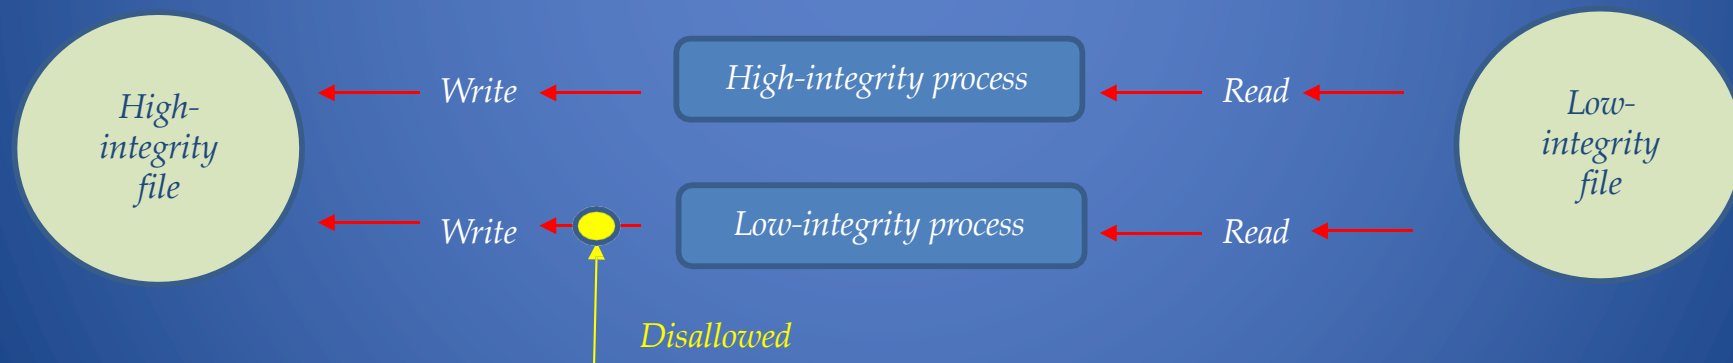 High-
integrity
file
Write
High-integrity process
Read
Low-
integrity
file
Write
Low-integrity process
Read
Disallowed